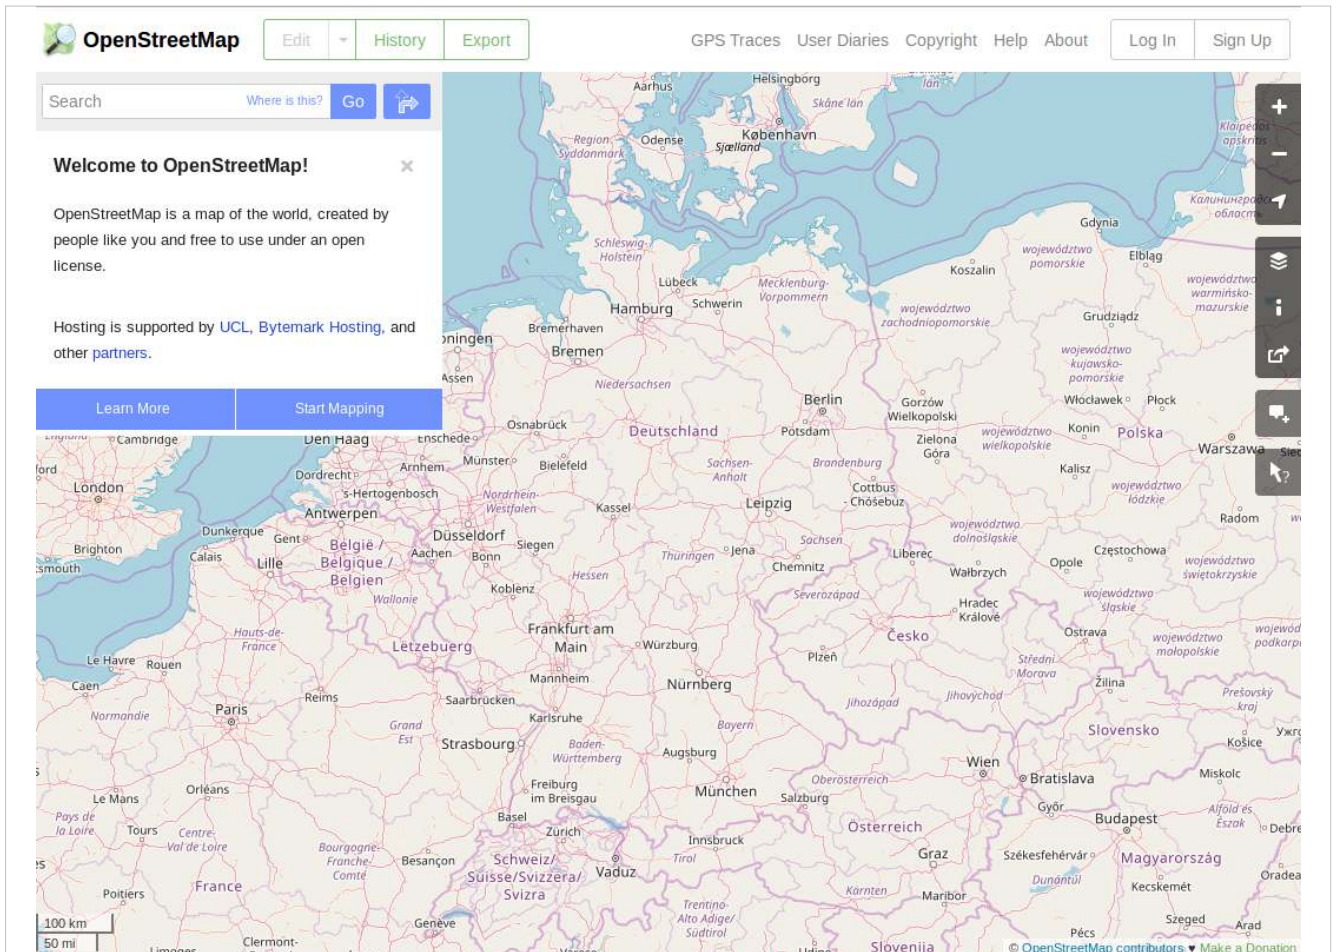 OpenStreetMap
Edit
History
Export
GPS Traces
User Diaries
Copyright
Help
About
Log In
Sign Up
Search
Where is this?
Go
Welcome to OpenStreetMap!
OpenStreetMap is a map of the world, created by
people like you and free to use under an open
license.
Hosting is supported by UCL, Bytemark Hosting, and
other partners.
Learn More
Start Mapping
Aarhus
Helsingborg
Skåne län
Region
Syddanmark
Odense
København
Sjælland
Schleswig-
Holstein
Lübeck
Hamburg
Schwerin
Mecklenburg-
Vorpommern
Koszalin
Gdynia
województwo
pomorskie
Elbląg
województwo
zachodniopomorskie
Grudziądz
województwo
kujawsko-
pomorskie
Bremerhaven
Bremen
Assen
Niedersachsen
Berlin
Gorzów
Wielkopolski
Włocławek
Płock
Cambridge
Den Haag
Enschede
Osnabrück
Deutschland
Potsdam
Zielona
Góra
województwo
wielkopolskie
Konin
Polska
Warszawa
London
Dordrecht
Arnhem
Münster
Bielefeld
Sachsen-
Anhalt
Brandenburg
Kalisz
's-Hertogenbosch
Nordrhein-
Westfalen
Kassel
Leipzig
Cottbus
- Chóśebuz
województwo
łódzkie
Antwerpen
Radom
Dunkerque
Gent
België /
Belgique /
Belgien
Düsseldorf
Siegen
Sachsen
województwo
dolnośląskie
Brighton
Calais
Lille
Aachen
Bonn
Thüringen
Jena
Chemnitz
Liberec
Wałbrzych
Opole
Częstochowa
województwo
świętokrzyskie
Wallonie
Koblenz
Hessen
Severozápad
Hradec
Králové
województwo
śląskie
Hauts-de-
France
Letzebuerg
Frankfurt am
Main
Würzburg
Česko
Ostrava
województwo
małopolskie
Le Havre
Rouen
Plzeň
Střední
Morava
Caen
Mannheim
Nürnberg
Žilina
Reims
Saarbrücken
Jihozápad
Jihovýchod
Prešovský
kraj
Normandie
Paris
Karlsruhe
Grand
Est
Bayern
Slovensko
Strasbourg
Baden-
Württemberg
Augsburg
Wien
Košice
Freiburg
im Breisgau
München
Oberösterreich
Bratislava
Miskolc
Le Mans
Orléans
Salzburg
Győr
Budapest
Pays de
la Loire
Tours
Centre-
Val de Loire
Basel
Zürich
Österreich
Bourgogne-
Franche-
Comté
Besançon
Schweiz/
Suisse/Svizzera/
Svizra
Vaduz
Innsbruck
Tirol
Graz
Székesfehérvár
Magyarország
Poitiers
France
Kärnten
Maribor
Dunántúl
Kecskemét
Genève
Trentino-
Alto Adige/
Südtirol
Szeged
Arad
Pécs
Slovenija
Clermont-
100 km
50 mi
© OpenStreetMap contributors ♥ Make a Donation